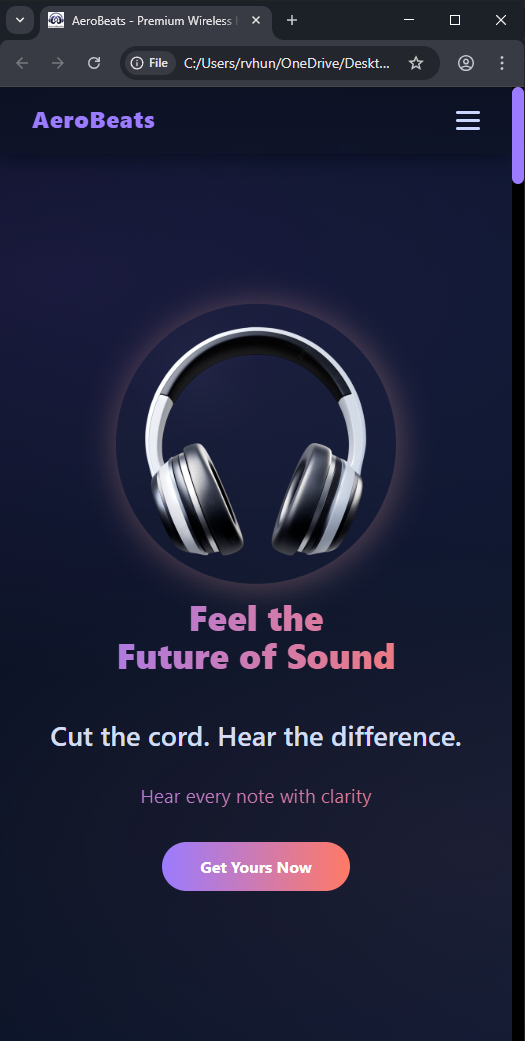 AeroBeats - Premium Wireless
File
C:/Users/rvhun/OneDrive/Deskt...
AeroBeats
Feel the
Future of Sound
Cut the cord. Hear the difference.
Hear every note with clarity
Get Yours Now